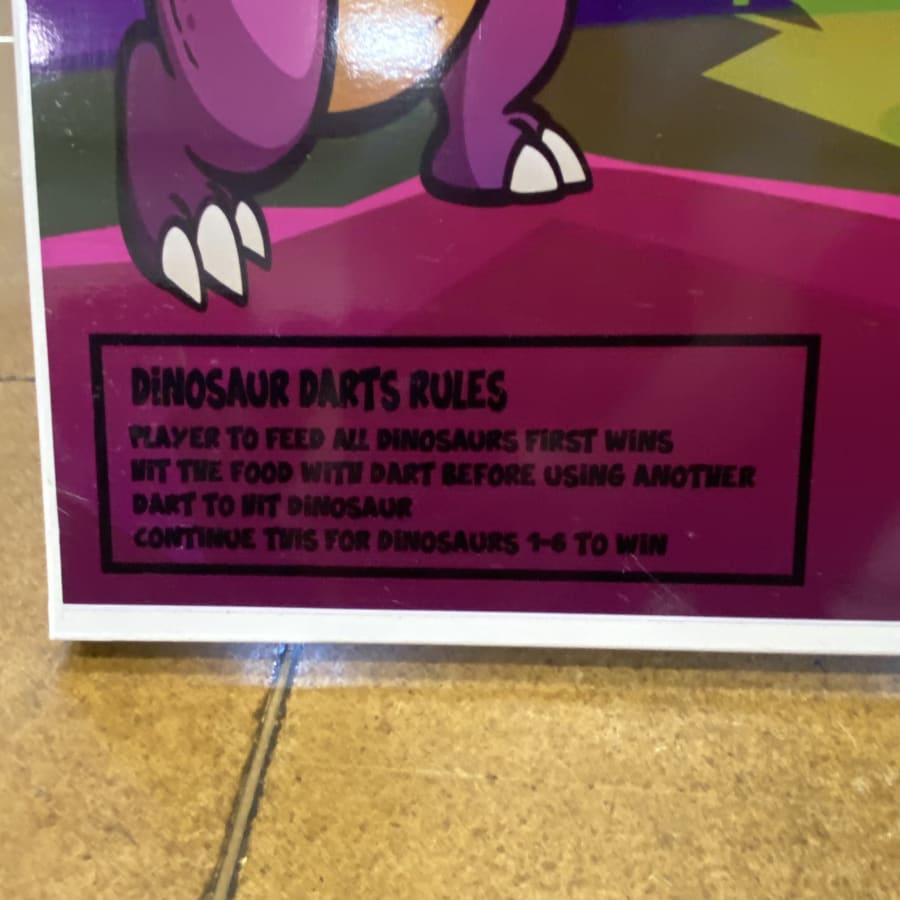 DiNOSAUR DARTS RULES
PLAYER TO FEED ALL DINOSAURS FIRST WINS
HIT THE FOOD WITH DART BEFORE USING ANOTHER
DART TO HIT DINOSAUR
CONTINUE THIS FOR DINOSAURS 1-6 TO WIN